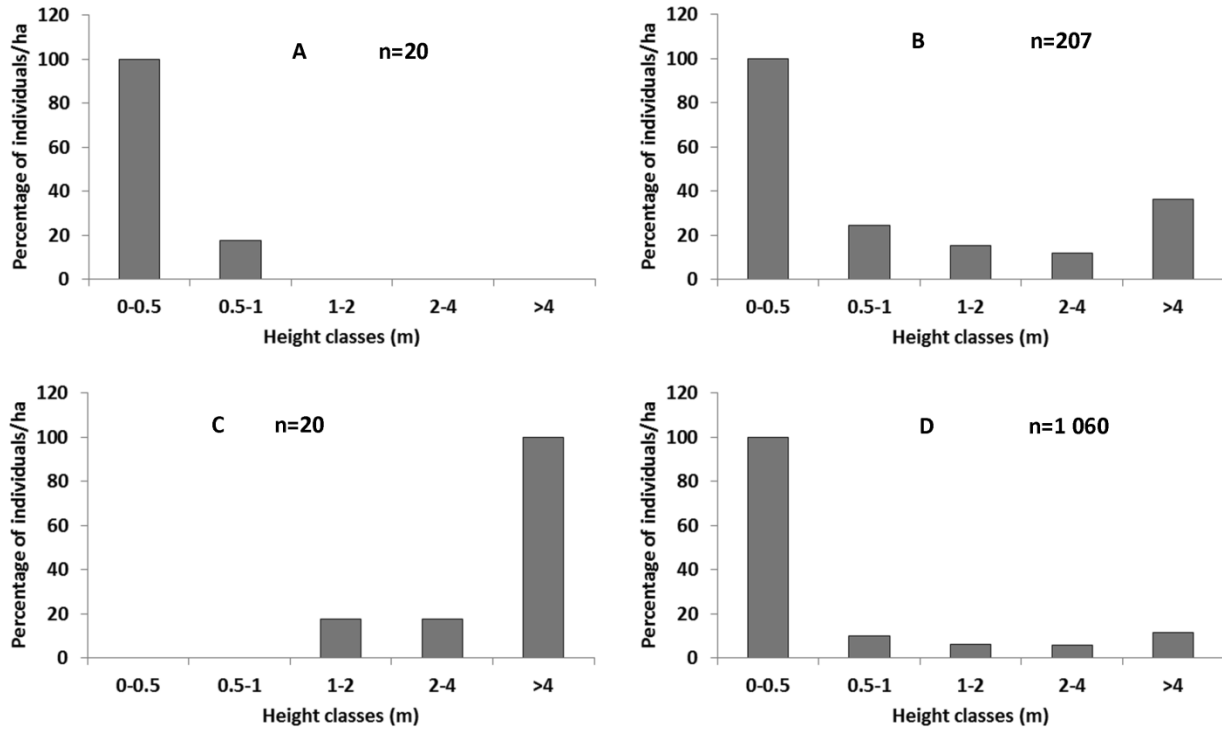 Percentage of individuals/ha
120
100
80
60
40
20
0
A n=20
0-0.5 0.5-1 1-2 2-4 >4
Height classes (m)
Percentage of individuals/ha
120
100
80
60
40
20
0
B n=207
0-0.5 0.5-1 1-2 2-4 >4
Height classes (m)
Percentage of individuals/ha
120
100
80
60
40
20
0
C n=20
0-0.5 0.5-1 1-2 2-4 >4
Height classes (m)
Percentage of individuals/ha
120
100
80
60
40
20
0
D n=1 060
0-0.5 0.5-1 1-2 2-4 >4
Height classes (m)